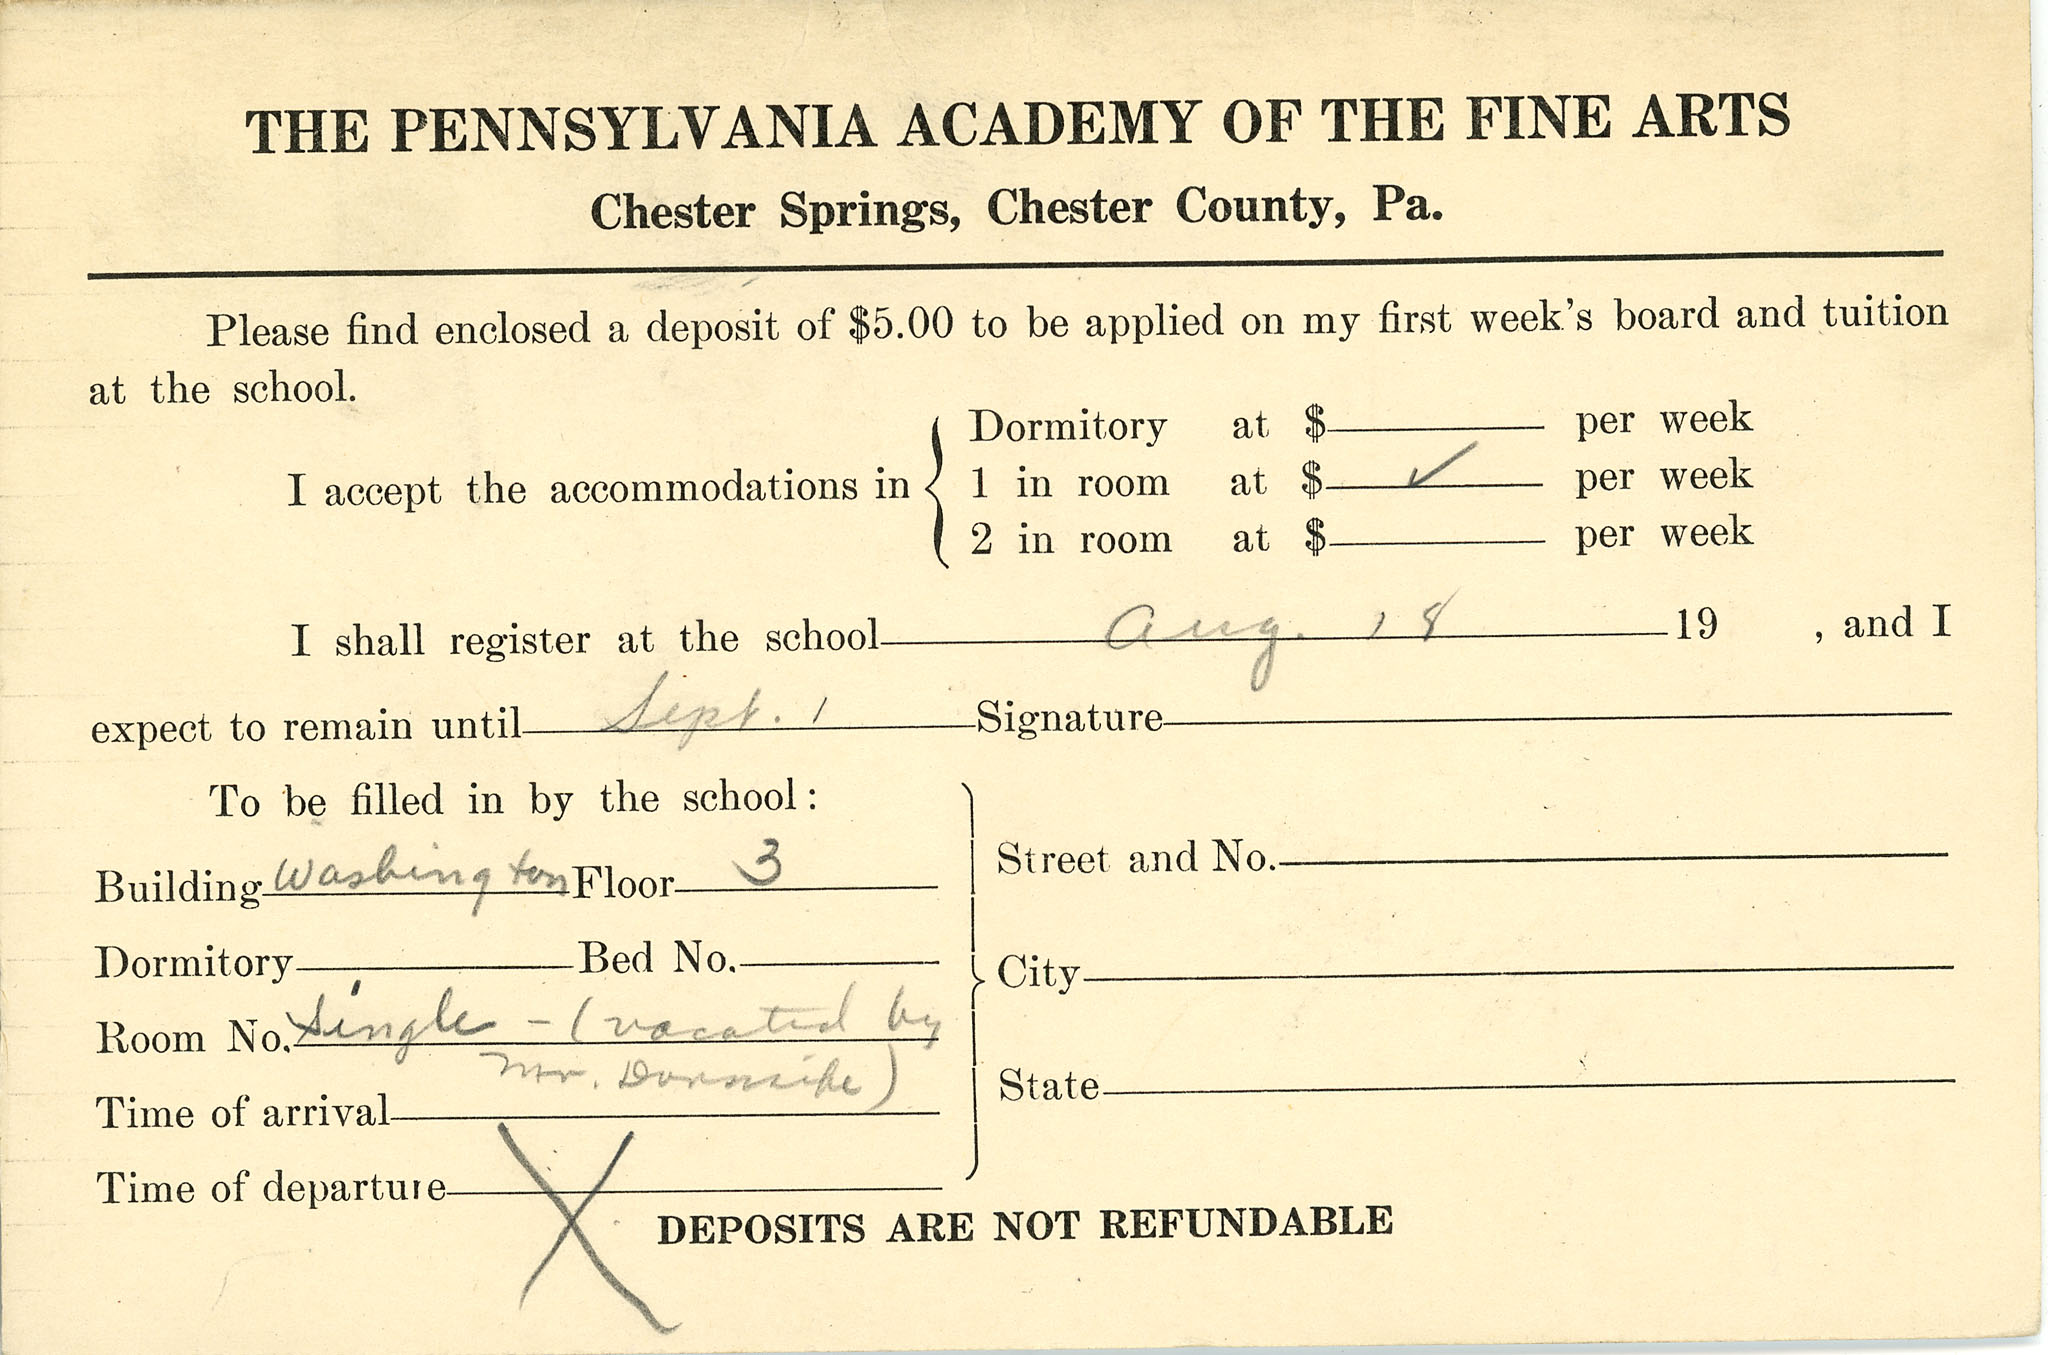 THE PENNSYLVANIA ACADEMY OF THE FINE ARTS
Chester Springs, Chester County, Pa.
Please find enclosed a deposit of $5.00 to be applied on my first week's board and tuition
at the school.
I accept the accommodations in
Dormitory at $ per week
1 in room at $ ✓ per week
2 in room at $ per week
I shall register at the school Aug. 18 19 , and I
expect to remain until Sept. 1 Signature
To be filled in by the school:
Building Washington Floor 3
Dormitory Bed No.
Room No. Single - (vacated by
Mr. )
Time of arrival
Time of departure
Street and No.
City
State
X
DEPOSITS ARE NOT REFUNDABLE